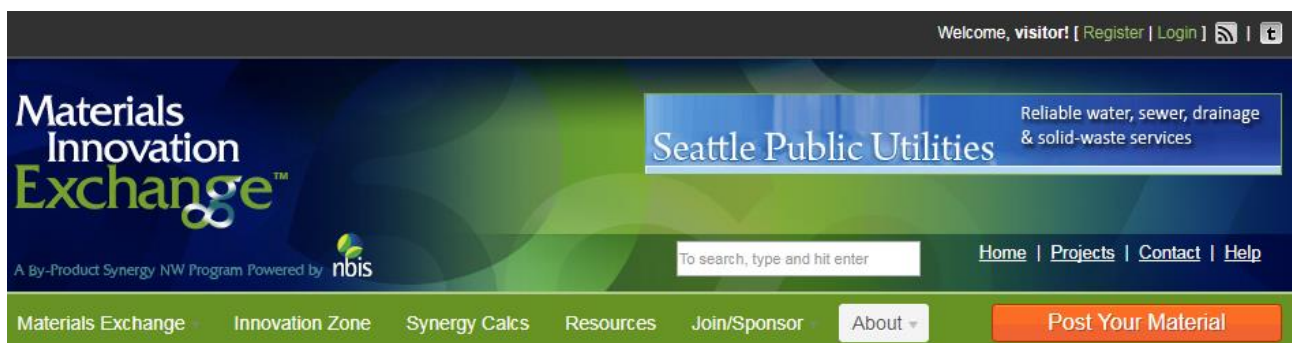 Welcome, visitor! [ Register | Login ] | t
Materials
Innovation
Exchange™
A By-Product Synergy NW Program Powered by nbis
Seattle Public Utilities
Reliable water, sewer, drainage
& solid-waste services
To search, type and hit enter
Home | Projects | Contact | Help
Materials Exchange Innovation Zone Synergy Calcs Resources Join/Sponsor About Post Your Material